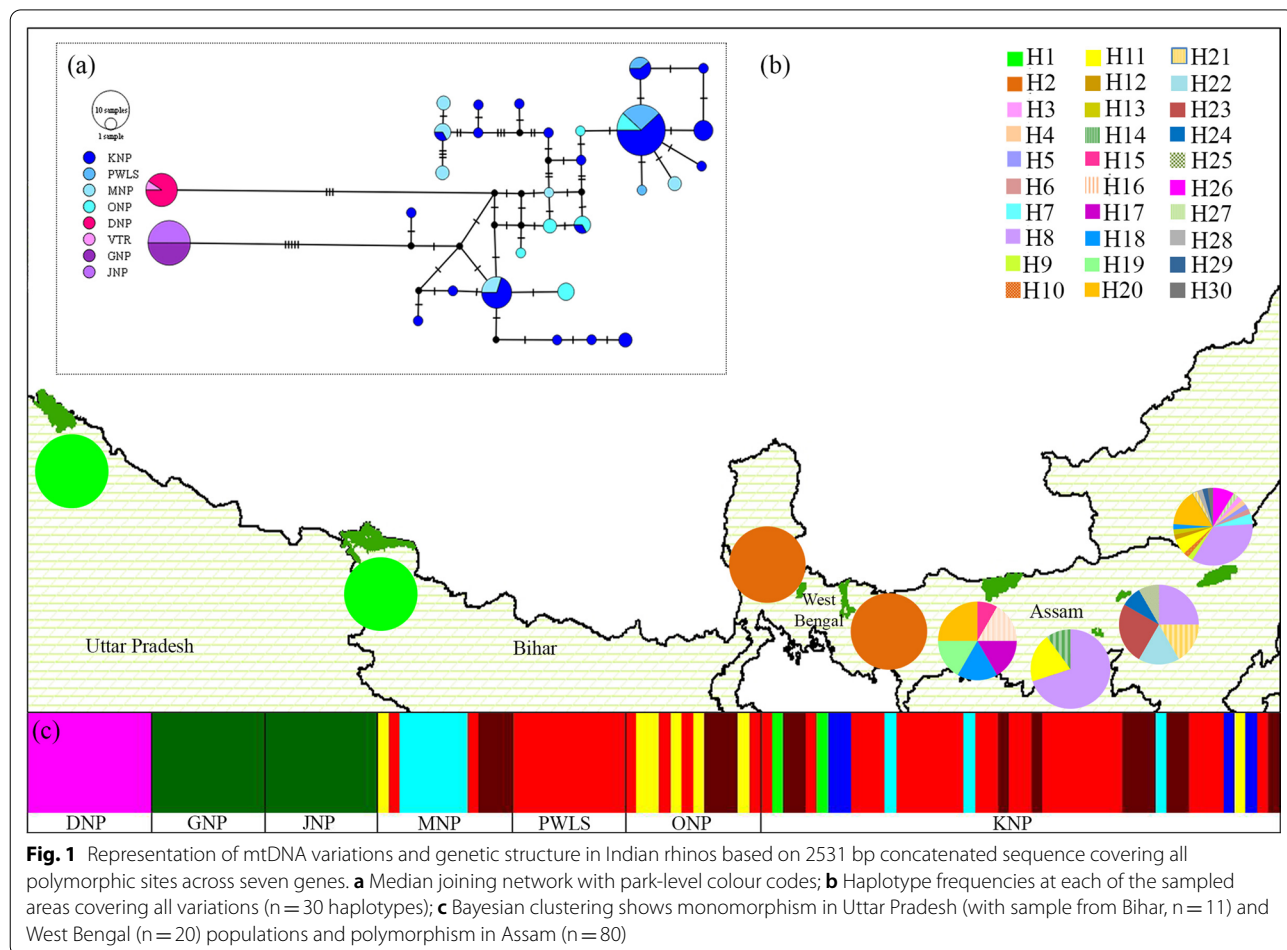 (a)
10 samples
1 sample
KNP
PWLS
MNP
ONP
DNP
VTR
GNP
JNP
(b)
H1 H11 H21
H2 H12 H22
H3 H13 H23
H4 H14 H24
H5 H15 H25
H6 H16 H26
H7 H17 H27
H8 H18 H28
H9 H19 H29
H10 H20 H30
Uttar Pradesh
Bihar
West
Bengal
Assam
(c)
DNP GNP JNP MNP PWLS ONP KNP
Fig. 1 Representation of mtDNA variations and genetic structure in Indian rhinos based on 2531 bp concatenated sequence covering all
polymorphic sites across seven genes. a Median joining network with park-level colour codes; b Haplotype frequencies at each of the sampled
areas covering all variations (n = 30 haplotypes); c Bayesian clustering shows monomorphism in Uttar Pradesh (with sample from Bihar, n = 11) and
West Bengal (n = 20) populations and polymorphism in Assam (n = 80)